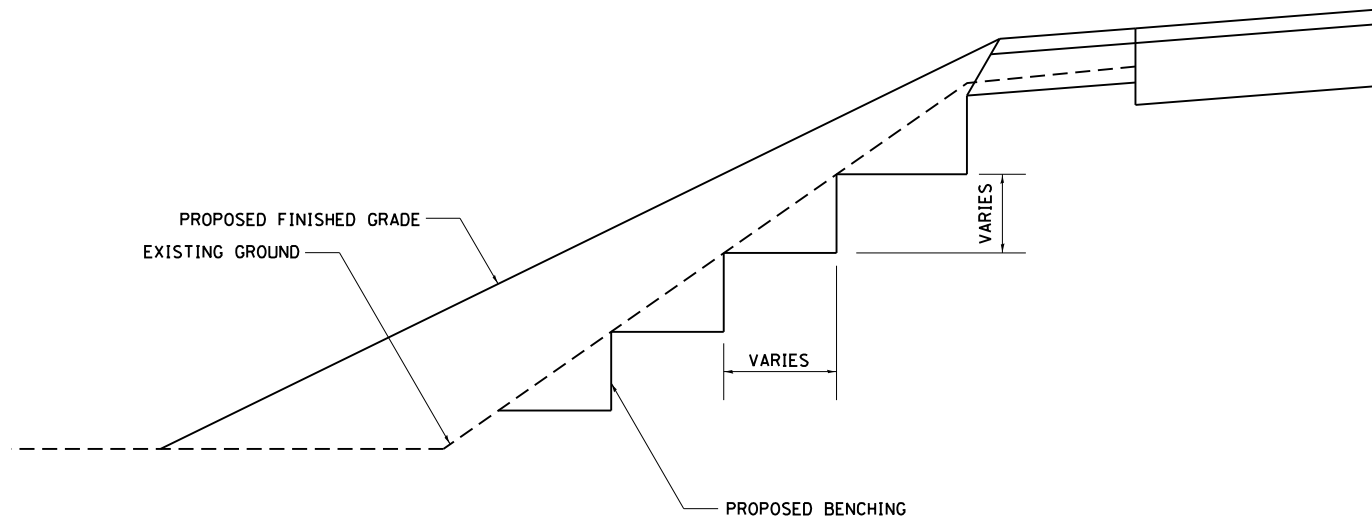 PROPOSED FINISHED GRADE
EXISTING GROUND
VARIES
VARIES
PROPOSED BENCHING